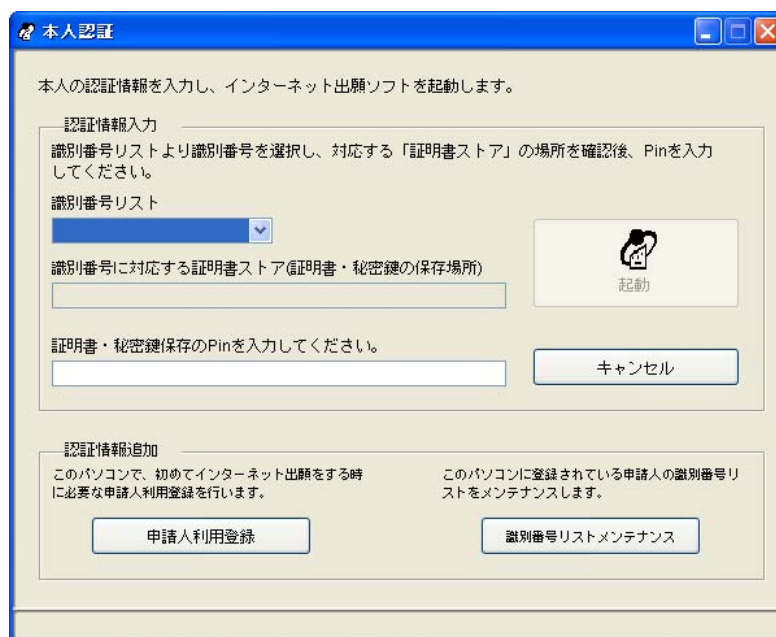 本人認証
本人の認証情報を入力し、インターネット出願ソフトを起動します。
認証情報入力
識別番号リストより識別番号を選択し、対応する「証明書ストア」の場所を確認後、Pinを入力
してください。
識別番号リスト
識別番号に対応する証明書ストア(証明書・秘密鍵の保存場所)
起動
証明書・秘密鍵保存のPinを入力してください。
キャンセル
認証情報追加
このパソコンで、初めてインターネット出願をする時
に必要な申請人利用登録を行います。
申請人利用登録
このパソコンに登録されている申請人の識別番号リ
ストをメンテナンスします。
識別番号リストメンテナンス